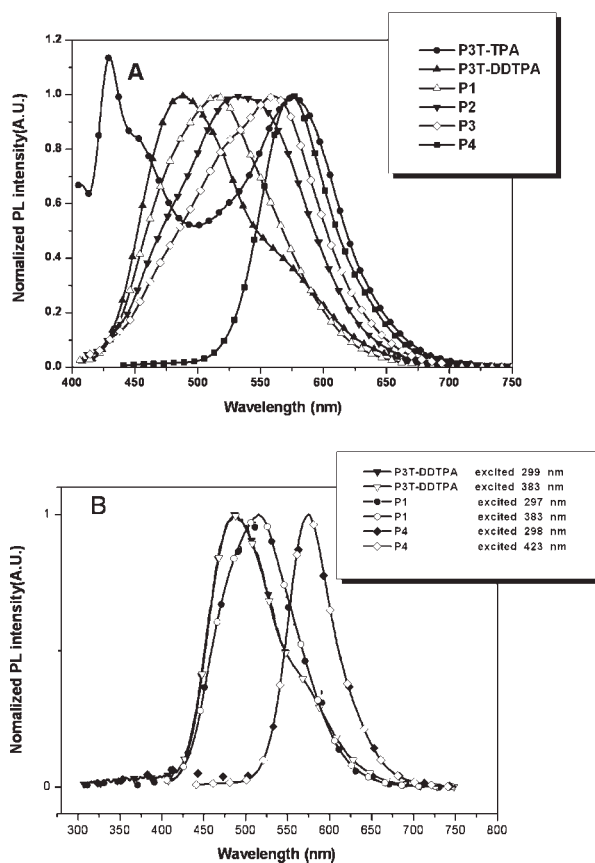 A
1.2
1.0
0.8
0.6
0.4
0.2
0.0
400 450 500 550 600 650 700 750
Wavelength (nm)
Nomalized PL intensity(A.U.)
P3T-TPA
P3T-DDTPA
P1
P2
P3
P4
B
1
0
300 350 400 450 500 550 600 650 700 750 800
Wavelength (nm)
Nomalized PL intensity(A.U.)
P3T-DDTPA excited 299 nm
P3T-DDTPA excited 383 nm
P1 excited 297 nm
P1 excited 383 nm
P4 excited 298 nm
P4 excited 423 nm